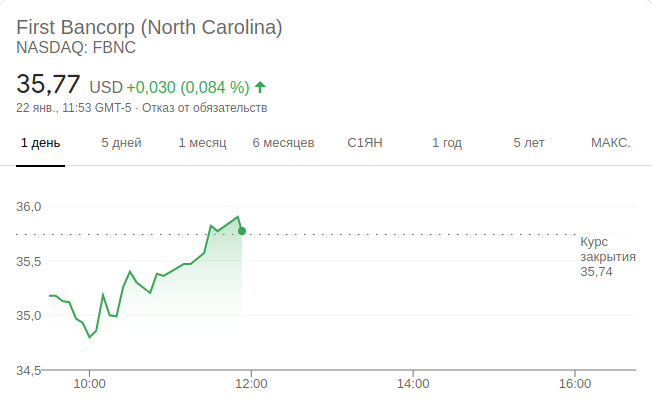 First Bancorp (North Carolina)
NASDAQ: FBNC
35,77 USD +0,030 (0,084 %)
22 янв., 11:53 GMT-5 · Отказ от обязательств
1 день 5 дней 1 месяц 6 месяцев С1ЯН 1 год 5 лет МАКС.
36,0
Курс
закрытия
35,74
35,5
35,0
34,5
10:00 12:00 14:00 16:00